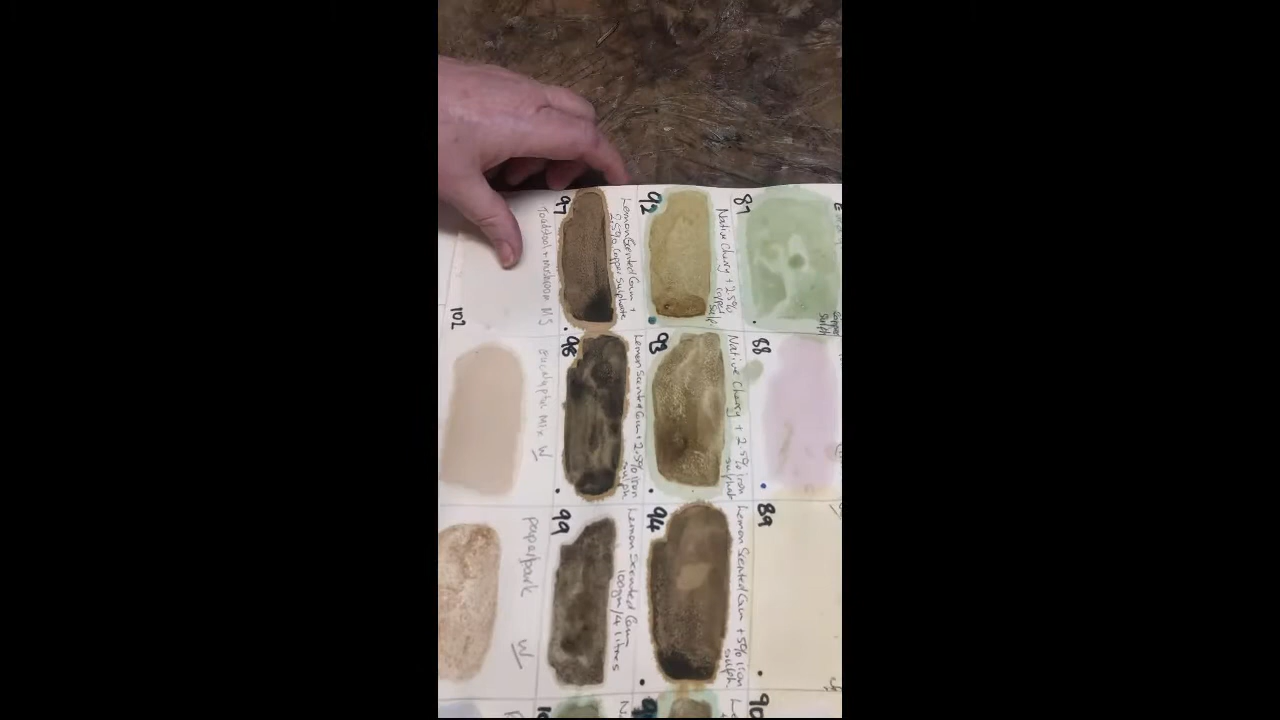 87
88
89
90
92
Native Cherry + 2.5%
copper
sulph
93
Native Cherry + 2.5% iron
sulphate
94
Lemon Scented Gum + 5% iron
sulph
97
Lemon Scented Gum +
2.5% Copper Sulphate
98
Lemon Scented Gum + 2.5%
iron
sulph
99
Lemon Scented Gum
100gm/4 litres
Toadstool + Mushroom MS
102
eucalyptus Mix W
paperbark W